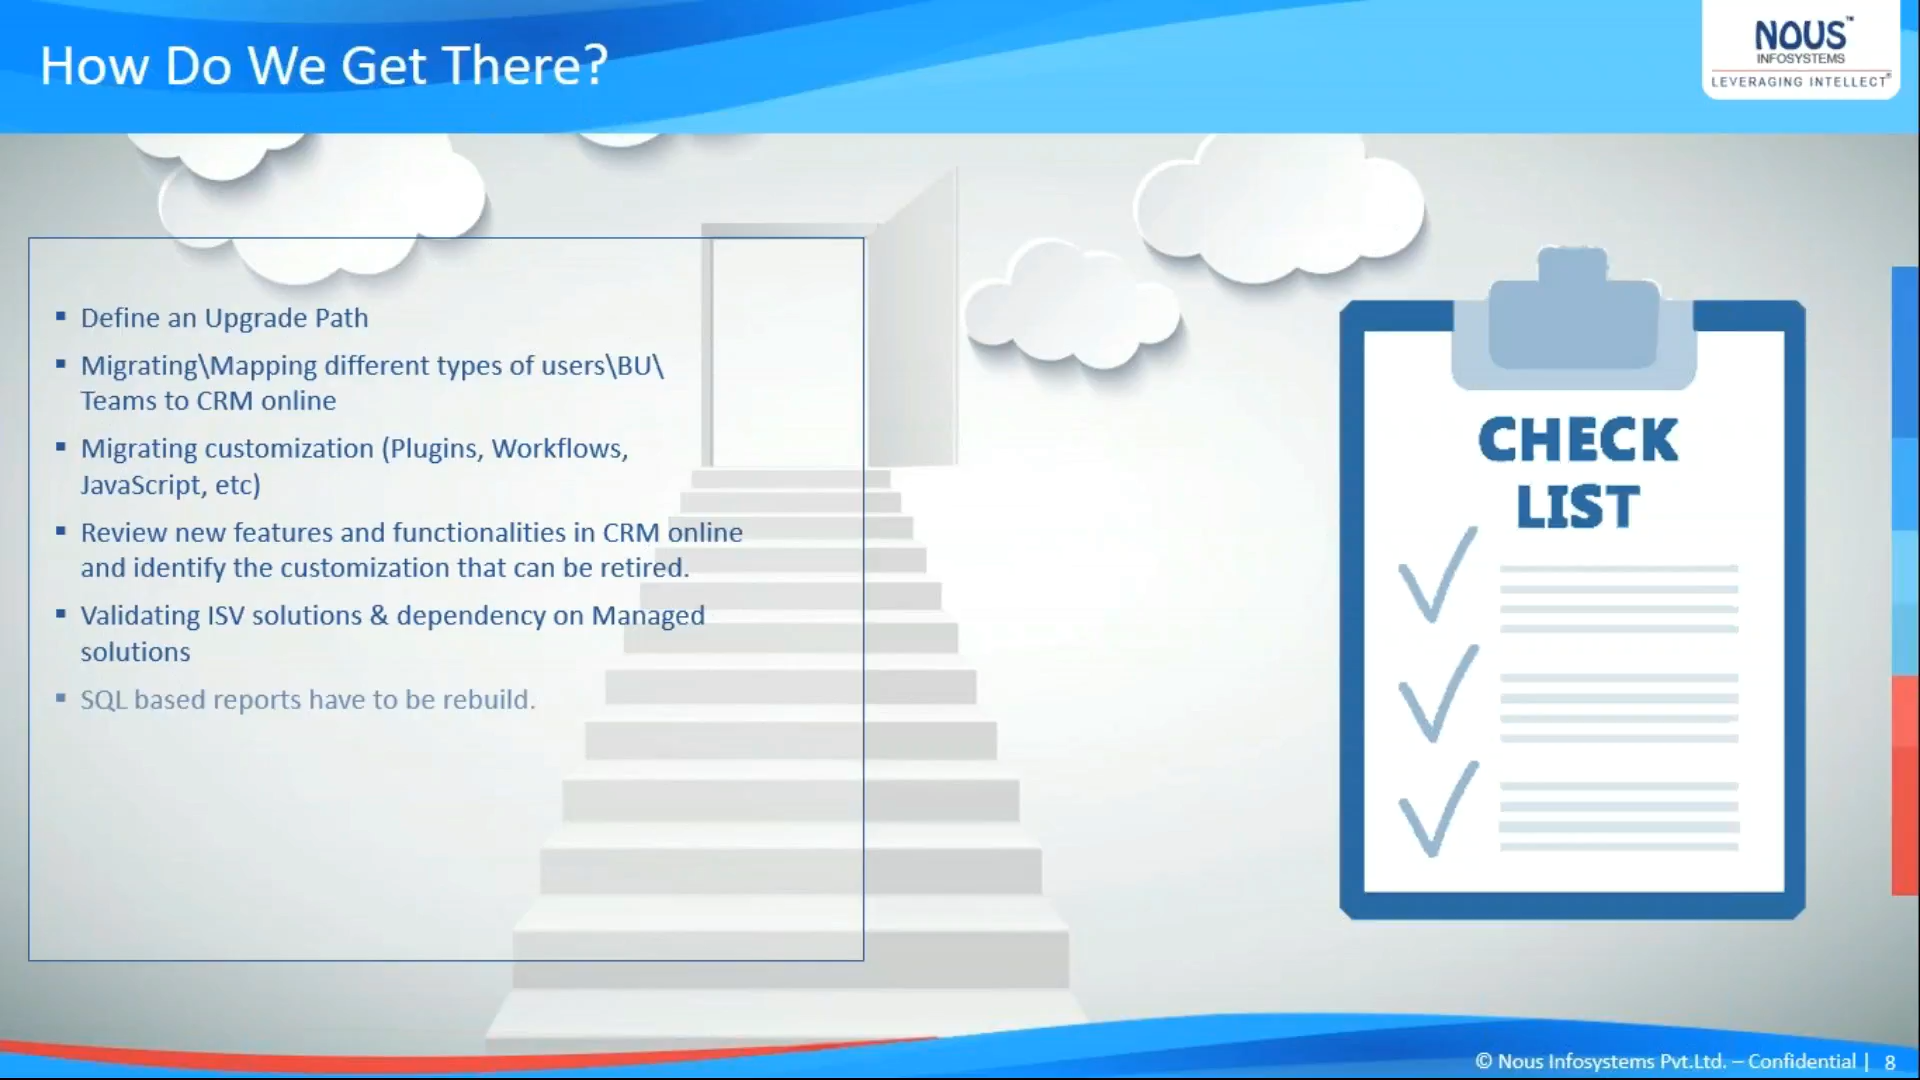 How Do We Get There?
NOUS™
INFOSYSTEMS
LEVERAGING INTELLECT®
▪ Define an Upgrade Path
▪ Migrating\Mapping different types of users\BU\
Teams to CRM online
▪ Migrating customization (Plugins, Workflows,
JavaScript, etc)
▪ Review new features and functionalities in CRM online
and identify the customization that can be retired.
▪ Validating ISV solutions & dependency on Managed
solutions
▪ SQL based reports have to be rebuild.
CHECK
LIST
© Nous Infosystems Pvt.Ltd. – Confidential | 8